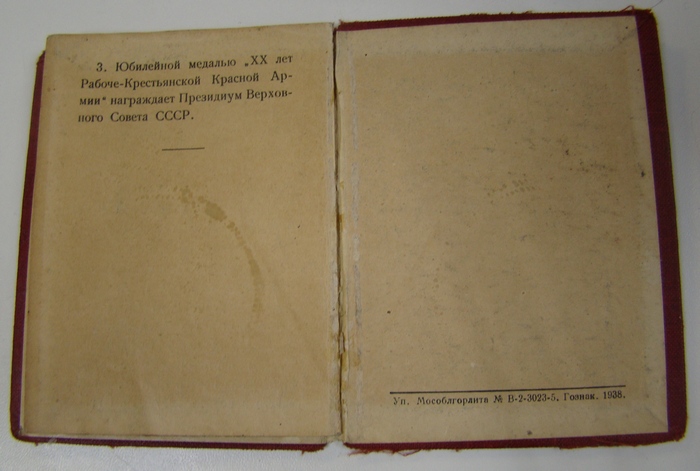 3. Юбилейной медалью „XX лет
Рабоче-Крестьянской Красной Ар-
мии“ награждает Президиум Верхов-
ного Совета СССР.
Уп. Мособлгорлита № В-2-3023-5. Гознак. 1938.